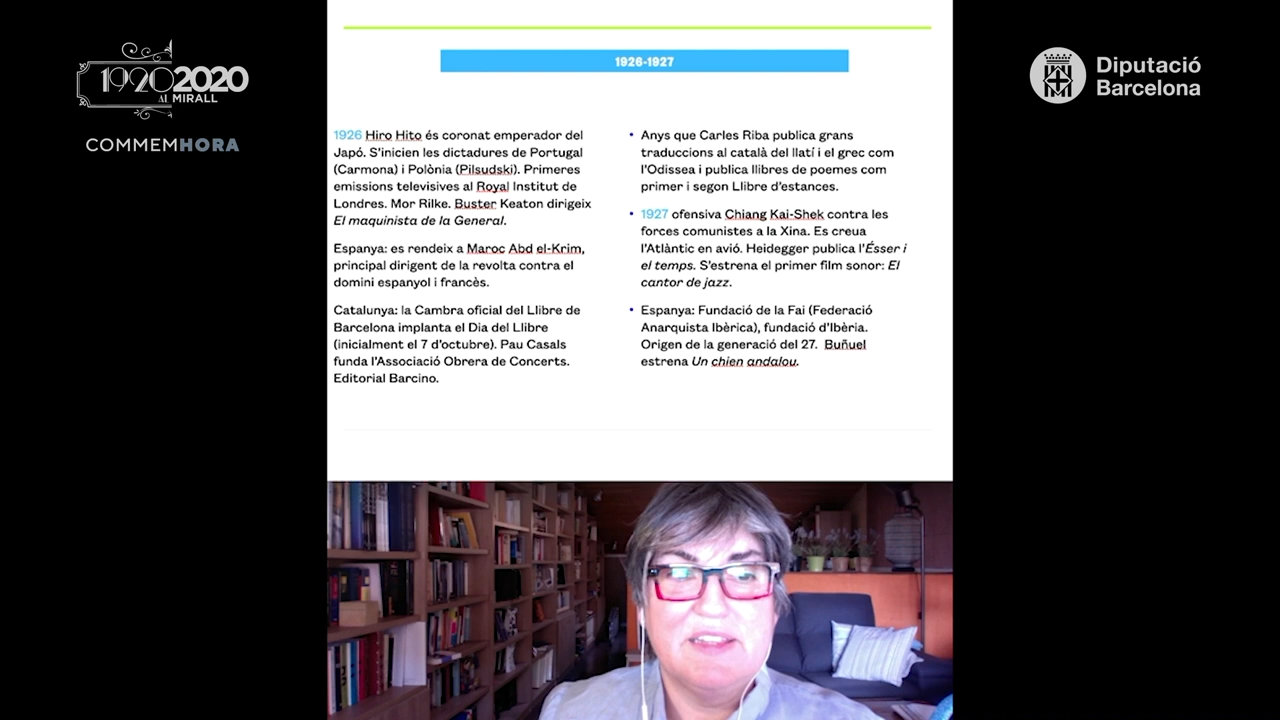 1920 2020
AL MIRALL
COMMEMHORA
Diputació
Barcelona
1926-1927
1926 Hiro Hito és coronat emperador del
Japó. S'inicien les dictadures de Portugal
(Carmona) i Polònia (Pilsudski). Primeres
emissions televisives al Royal Institut de
Londres. Mor Rilke. Buster Keaton dirigeix
El maquinista de la General.
Espanya: es rendeix a Maroc Abd el-Krim,
principal dirigent de la revolta contra el
domini espanyol i francès.
Catalunya: la Cambra oficial del Llibre de
Barcelona implanta el Dia del Llibre
(inicialment el 7 d'octubre). Pau Casals
funda l'Associació Obrera de Concerts.
Editorial Barcino.
• Anys que Carles Riba publica grans
traduccions al català del llatí i el grec com
l'Odissea i publica llibres de poemes com
primer i segon Llibre d'estances.
• 1927 ofensiva Chiang Kai-Shek contra les
forces comunistes a la Xina. Es creua
l'Atlàntic en avió. Heidegger publica l'Ésser i
el temps. S'estrena el primer film sonor: El
cantor de jazz.
• Espanya: Fundació de la Fai (Federació
Anarquista Ibèrica), fundació d'Ibèria.
Origen de la generació del 27. Buñuel
estrena Un chien andalou.